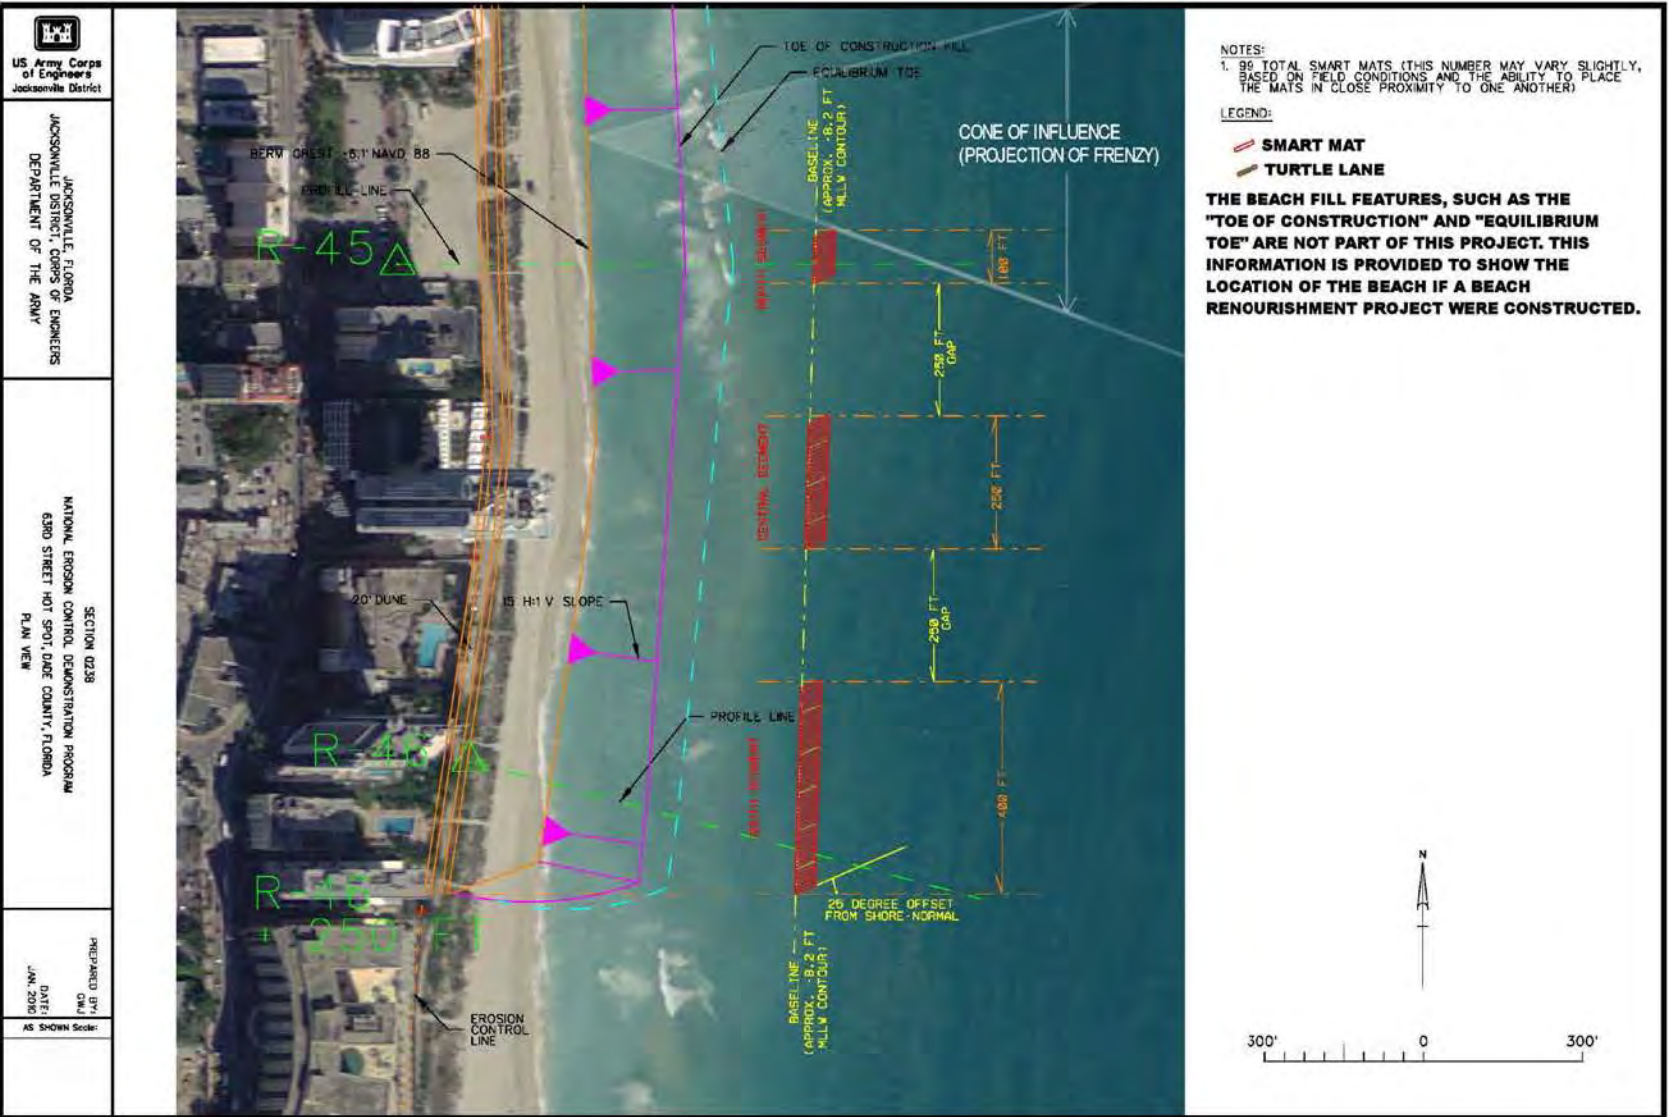 US Army Corps
of Engineers
Jacksonville District
JACKSONVILLE, FLORIDA
JACKSONVILLE DISTRICT, CORPS OF ENGINEERS
DEPARTMENT OF THE ARMY
SECTION 0238
NATIONAL EROSION CONTROL DEMONSTRATION PROGRAM
63RD STREET HOT SPOT, DADE COUNTY, FLORIDA
PLAN VIEW
PREPARED BY:
CWJ
DATE:
JAN. 2010
AS SHOWN Scale:
TOE OF CONSTRUCTION FILL
EQUILIBRIUM TOE
BERM CREST
NAVD 88
PROFILE LINE
R-45
BASELINE
(APPROX. -8.2 FT
MLLW CONTOUR)
CONE OF INFLUENCE
(PROJECTION OF FRENZY)
NORTH SEGMENT
100 FT
250 FT
GAP
CENTRAL SEGMENT
250 FT
250 FT
GAP
20' DUNE
15 H:1 V SLOPE
PROFILE LINE
R-46
SOUTH SEGMENT
400 FT
R-46
+ 250 FT
25 DEGREE OFFSET
FROM SHORE-NORMAL
BASELINE
(APPROX. -8.2 FT
MLLW CONTOUR)
EROSION
CONTROL
LINE
NOTES:
1. 99 TOTAL SMART MATS (THIS NUMBER MAY VARY SLIGHTLY,
BASED ON FIELD CONDITIONS AND THE ABILITY TO PLACE
THE MATS IN CLOSE PROXIMITY TO ONE ANOTHER)
LEGEND:
SMART MAT
TURTLE LANE
THE BEACH FILL FEATURES, SUCH AS THE
"TOE OF CONSTRUCTION" AND "EQUILIBRIUM
TOE" ARE NOT PART OF THIS PROJECT. THIS
INFORMATION IS PROVIDED TO SHOW THE
LOCATION OF THE BEACH IF A BEACH
RENOURISHMENT PROJECT WERE CONSTRUCTED.
N
300' 0 300'